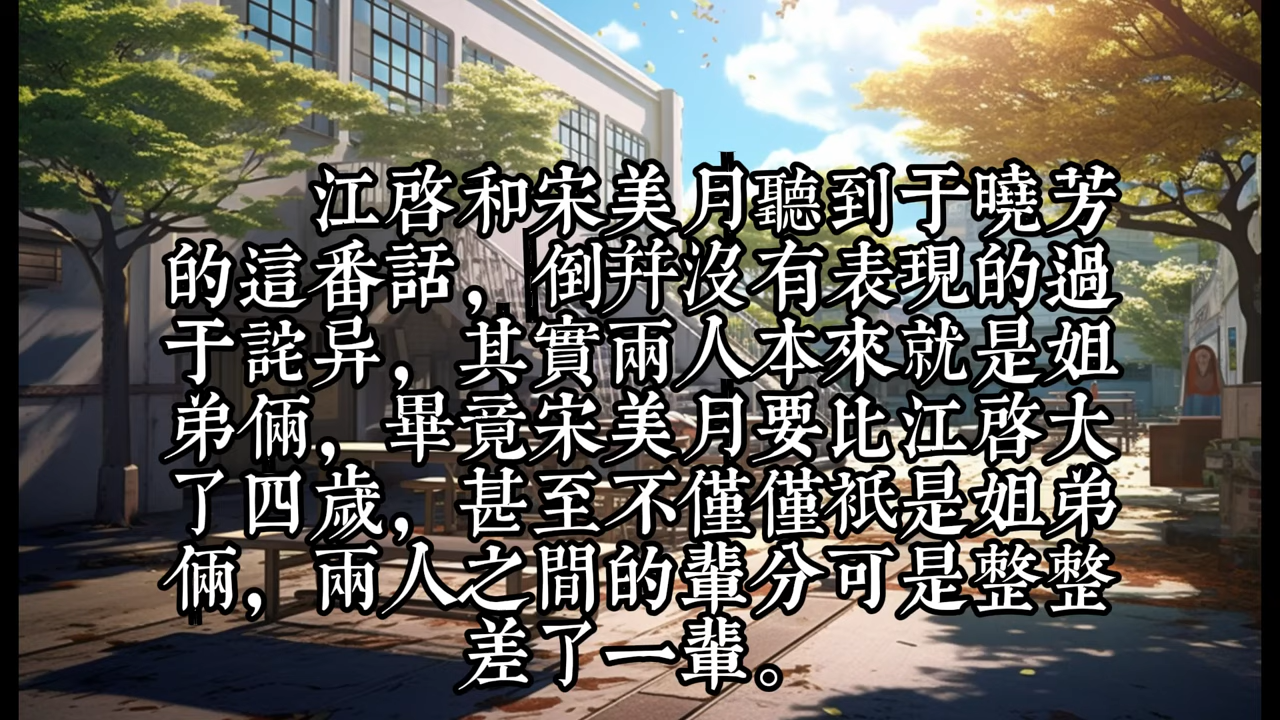 江啓和宋美月聽到于曉芳
的這番話，倒幷沒有表現的過
于詫异，其實兩人本來就是姐
弟倆，畢竟宋美月要比江啓大
了四歲，甚至不僅僅衹是姐弟
倆，兩人之間的輩分可是整整
差了一輩。